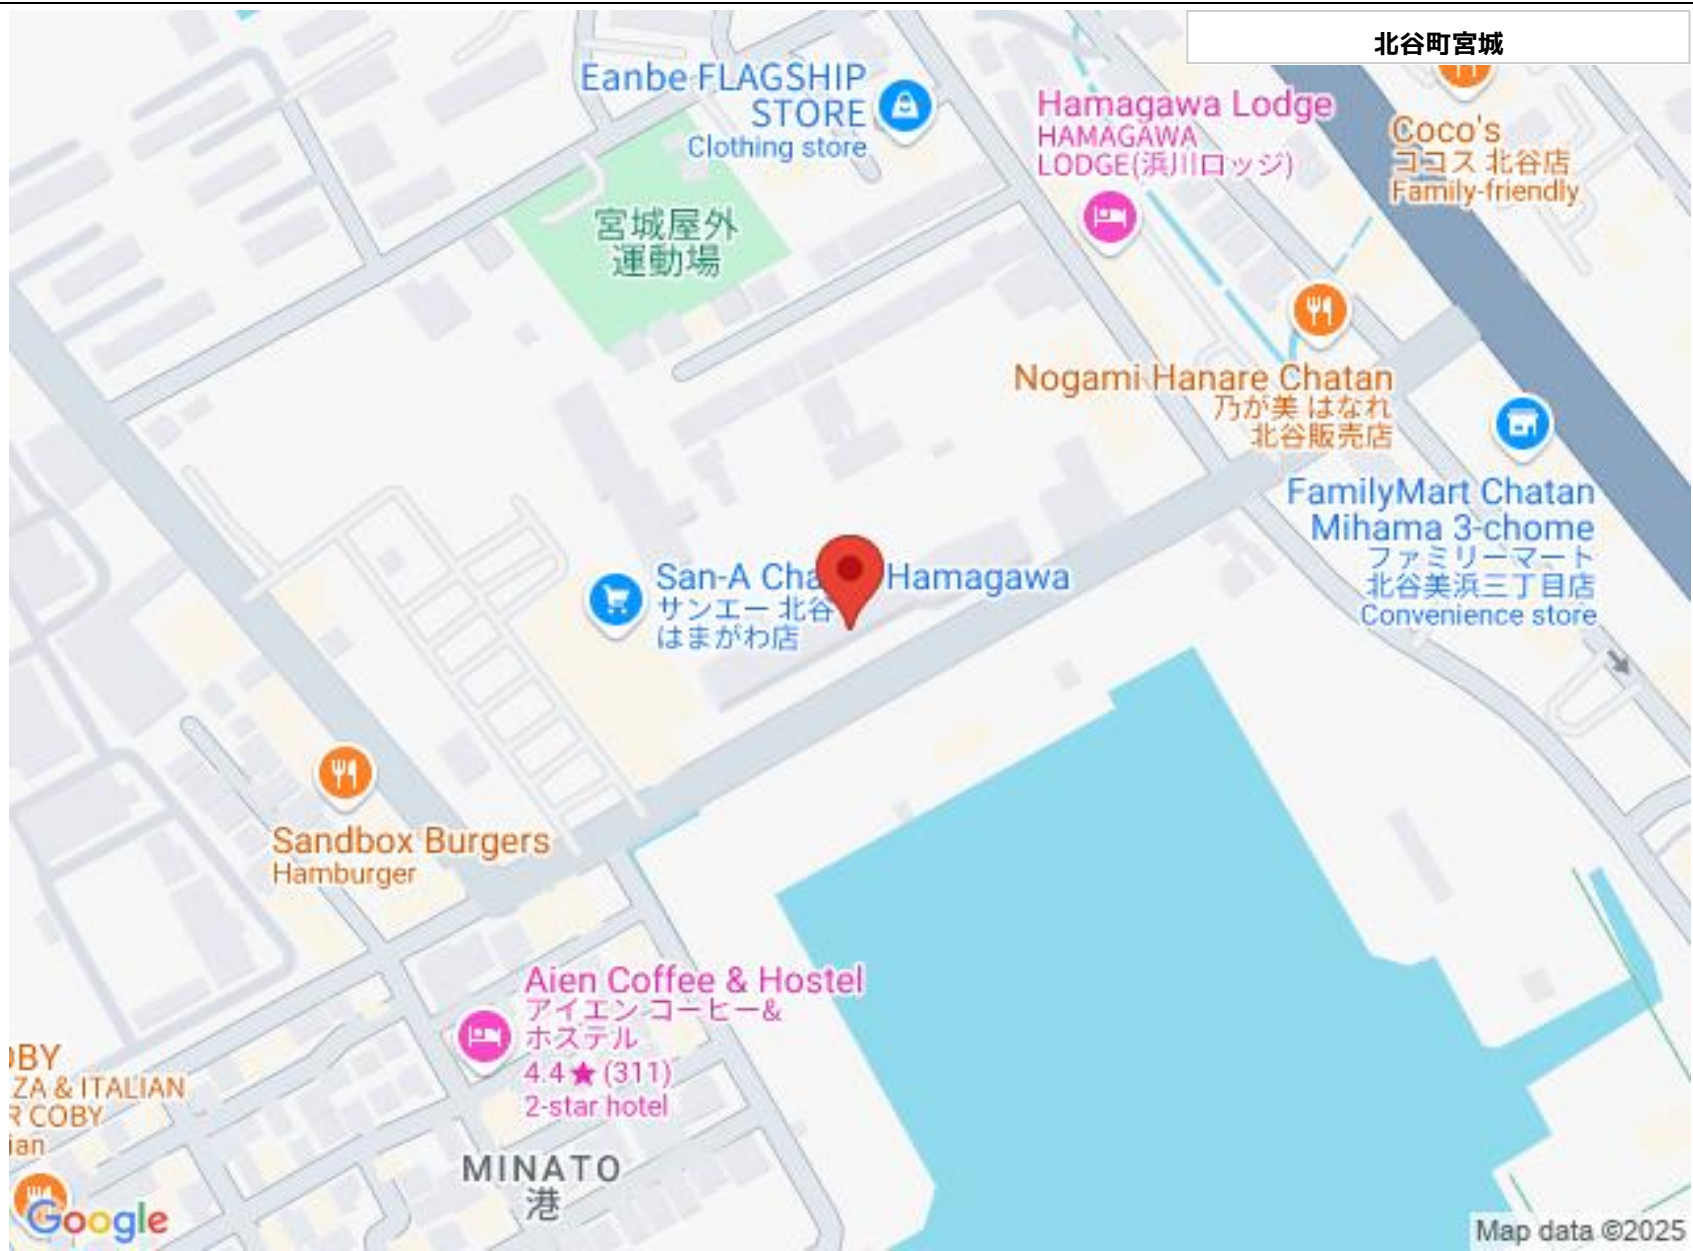 北谷町宮城
Eanbe FLAGSHIP
STORE
Clothing store
Hamagawa Lodge
HAMAGAWA
LODGE(浜川ロッジ)
Coco's
ココス 北谷店
Family-friendly
宮城屋外
運動場
Nogami Hanare Chatan
乃が美 はなれ
北谷販売店
FamilyMart Chatan
Mihama 3-chome
ファミリーマート
北谷美浜三丁目店
Convenience store
San-A Cha Hamagawa
サンエー 北谷
はまがわ店
Sandbox Burgers
Hamburger
Aien Coffee & Hostel
アイエン コーヒー&
ホステル
4.4★(311)
2-star hotel
OBY
ZA & ITALIAN
R COBY
ian
MINATO
港
Google
Map data ©2025